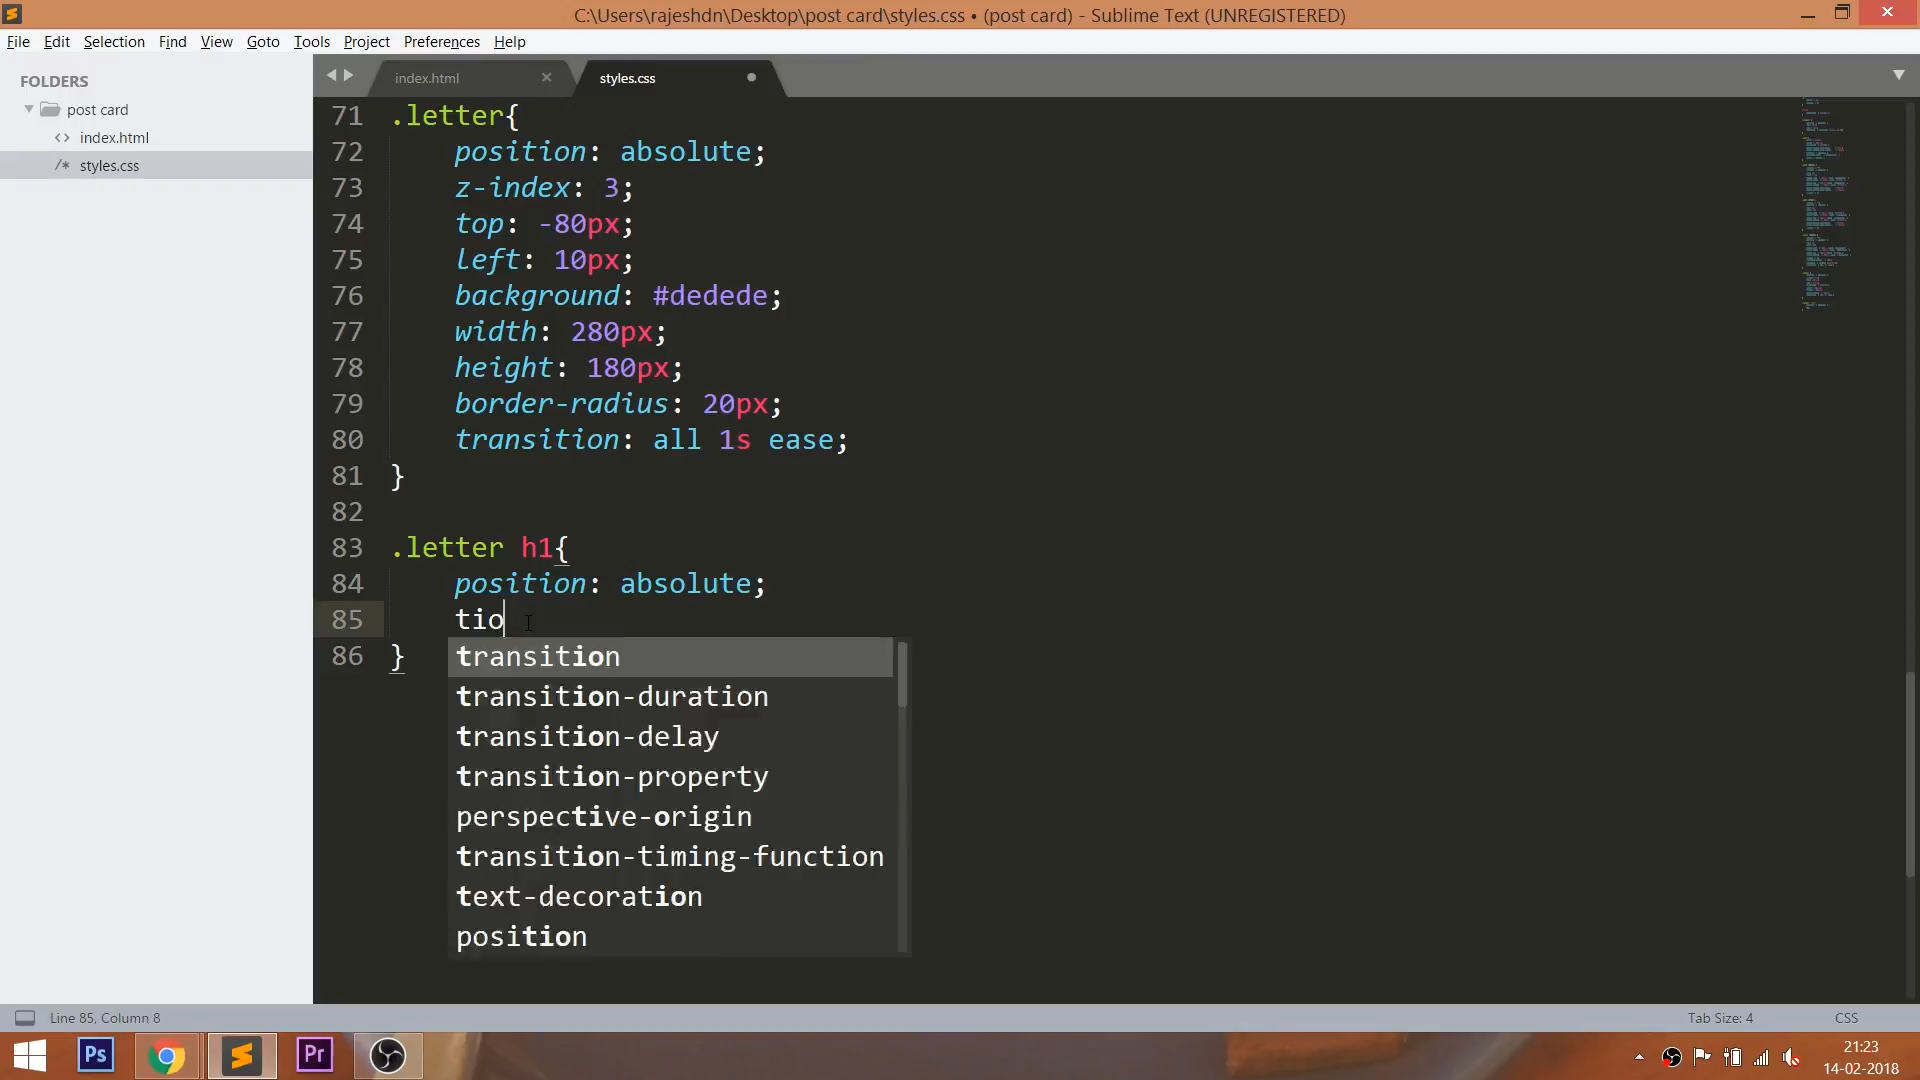 C:\Users\rajeshdn\Desktop\post card\styles.css • (post card) - Sublime Text (UNREGISTERED)
File Edit Selection Find View Goto Tools Project Preferences Help
FOLDERS
post card
<> index.html
/* styles.css
index.html × styles.css
71 .letter{
72 position: absolute;
73 z-index: 3;
74 top: -80px;
75 left: 10px;
76 background: #dedede;
77 width: 280px;
78 height: 180px;
79 border-radius: 20px;
80 transition: all 1s ease;
81 }
82
83 .letter h1{
84 position: absolute;
85 tio
86 }
transition
transition-duration
transition-delay
transition-property
perspective-origin
transition-timing-function
text-decoration
position
Line 85, Column 8 Tab Size: 4 CSS
Ps Pr
21:23
14-02-2018